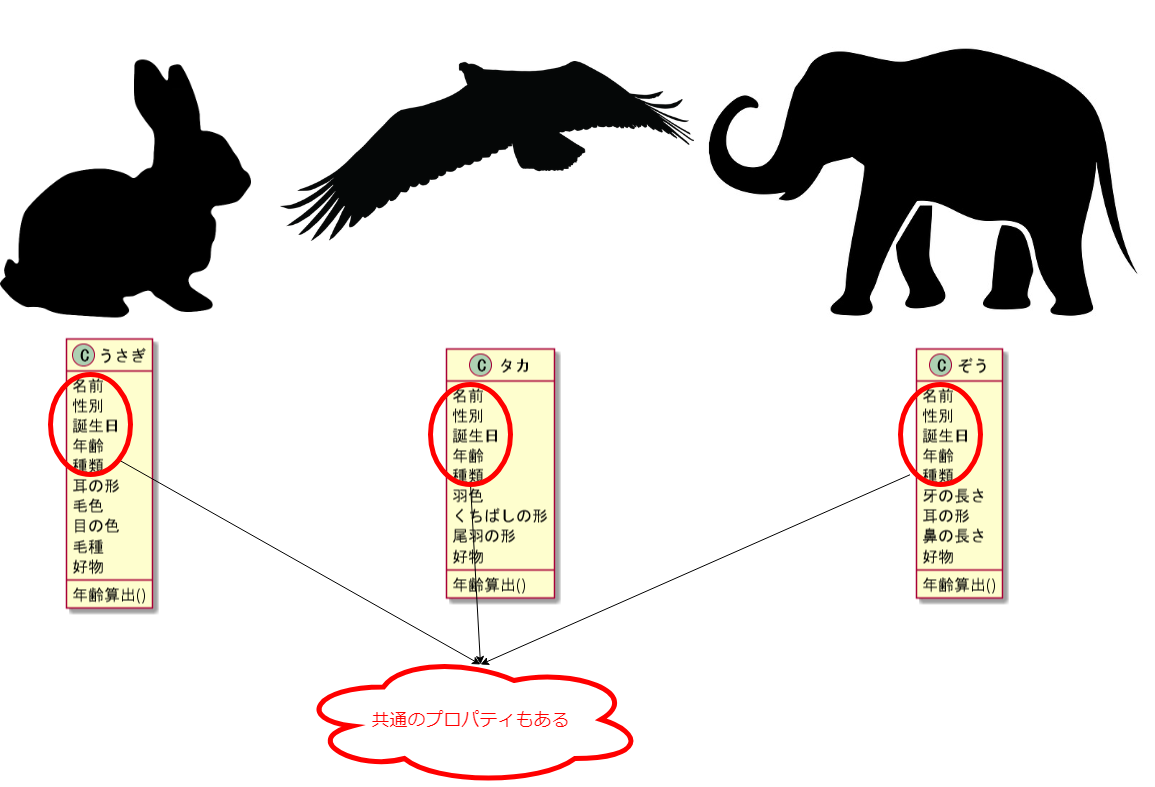 C うさぎ
名前
性別
誕生日
年齢
種類
耳の形
毛色
目の色
毛種
好物
年齢算出()
C タカ
名前
性別
誕生日
年齢
種類
羽色
くちばしの形
尾羽の形
好物
年齢算出()
C ぞう
名前
性別
誕生日
年齢
種類
牙の長さ
耳の形
鼻の長さ
好物
年齢算出()
共通のプロパティもある